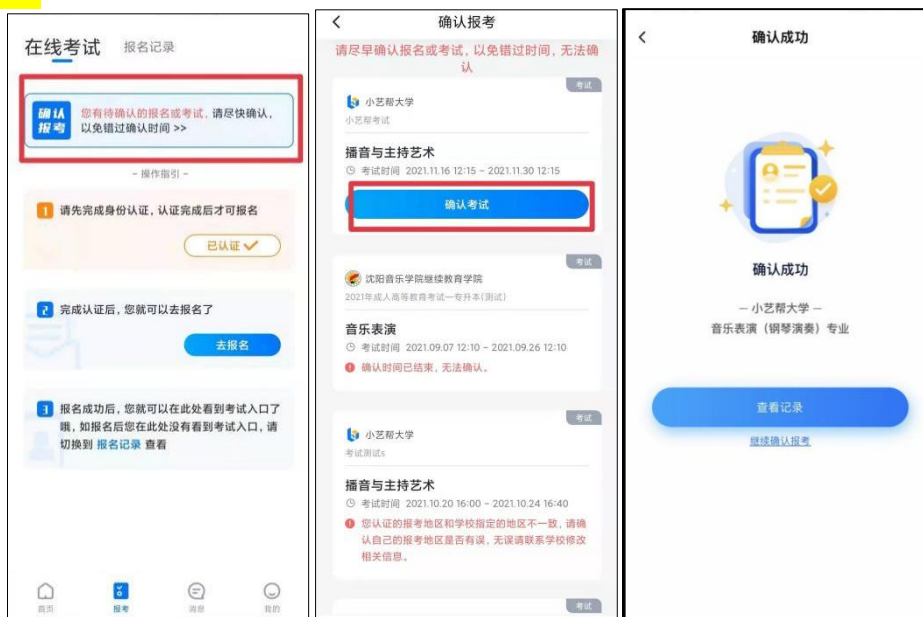 在线考试 报名记录
确认
报考
您有待确认的报名或考试，请尽快确认，
以免错过确认时间 >>
- 操作指引 -
1 请先完成身份认证，认证完成后才可报名
已认证
2 完成认证后，您就可以去报名了
去报名
3 报名成功后，您就可以在此处看到考试入口了
哦，如报名后您在此处没有看到考试入口，请
切换到 报名记录 查看
首页 报考 消息 我的
确认报考
请尽早确认报名或考试，以免错过时间，无法确
认
考试
小艺帮大学
小艺帮考试
播音与主持艺术
考试时间 2021.11.16 12:15 - 2021.11.30 12:15
确认考试
考试
沈阳音乐学院继续教育学院
2021年成人高等教育考试—专升本(测试)
音乐表演
考试时间 2021.09.07 12:10 - 2021.09.26 12:10
确认时间已结束，无法确认。
考试
小艺帮大学
考试测试s
播音与主持艺术
考试时间 2021.10.20 16:00 - 2021.10.24 16:40
您认证的报考地区和学校指定的地区不一致，请确
认自己的报考地区是否有误，无误请联系学校修改
相关信息。
考试
确认成功
确认成功
— 小艺帮大学 —
音乐表演（钢琴演奏）专业
查看记录
继续确认报考